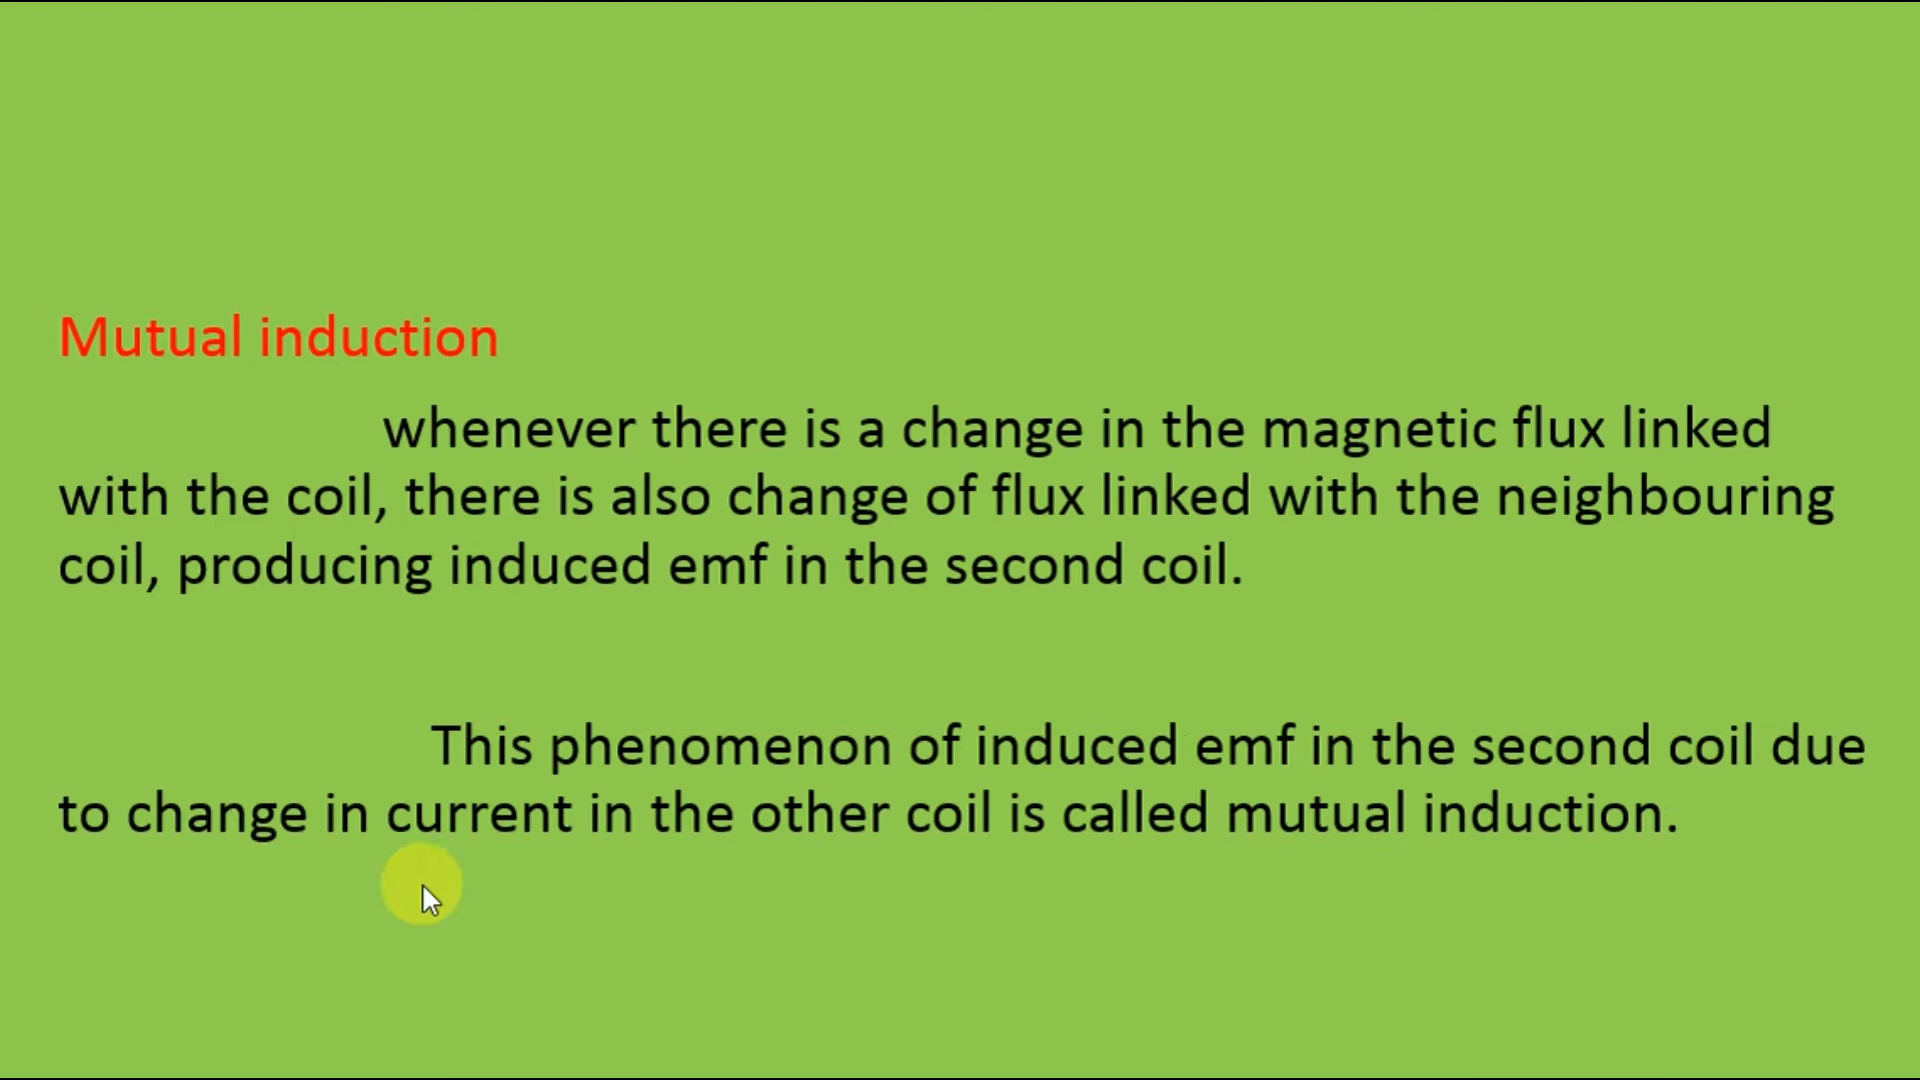 Mutual induction
whenever there is a change in the magnetic flux linked
with the coil, there is also change of flux linked with the neighbouring
coil, producing induced emf in the second coil.
This phenomenon of induced emf in the second coil due
to change in current in the other coil is called mutual induction.